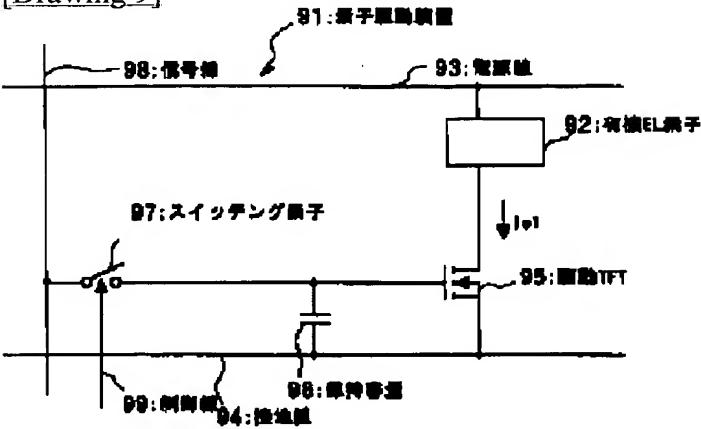 [Drawing 9]
91:素子駆動装置
98:信号線
93:電源線
92:有機EL素子
97:スイッチング素子
Iel
95:駆動TFT
96:保持容量
99:制御線
94:接地線